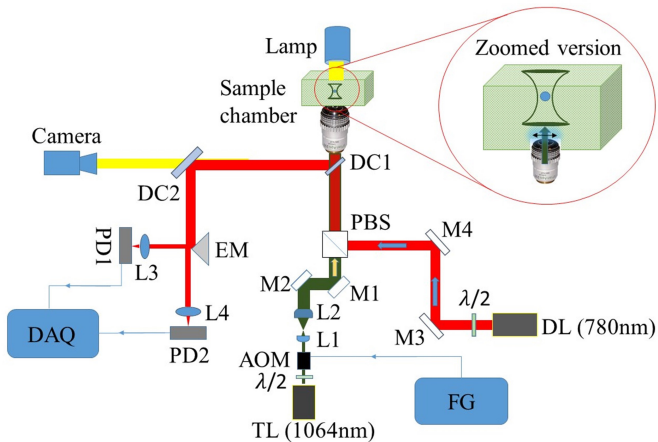 Lamp
Zoomed version
Sample
chamber
Camera
DC1
DC2
PBS
M4
PD1
EM
L3
M2
M1
L4
L2
λ/2
DAQ
M3
DL (780nm)
L1
PD2
AOM
λ/2
FG
TL (1064nm)